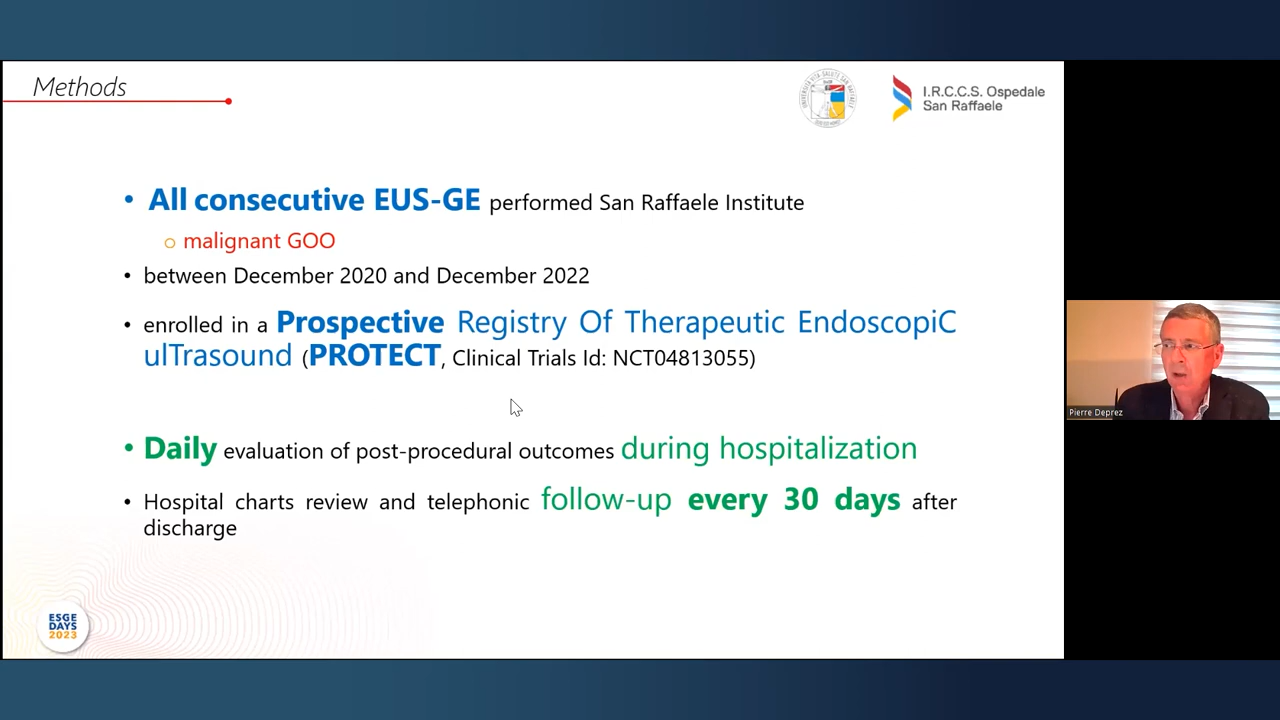 Methods
I.R.C.C.S. Ospedale
San Raffaele
• All consecutive EUS-GE performed San Raffaele Institute
o malignant GOO
• between December 2020 and December 2022
• enrolled in a Prospective Registry Of Therapeutic EndoscopiC
ulTrasound (PROTECT, Clinical Trials Id: NCT04813055)
• Daily evaluation of post-procedural outcomes during hospitalization
• Hospital charts review and telephonic follow-up every 30 days after
discharge
ESGE
DAYS
2023
Pierre Deprez